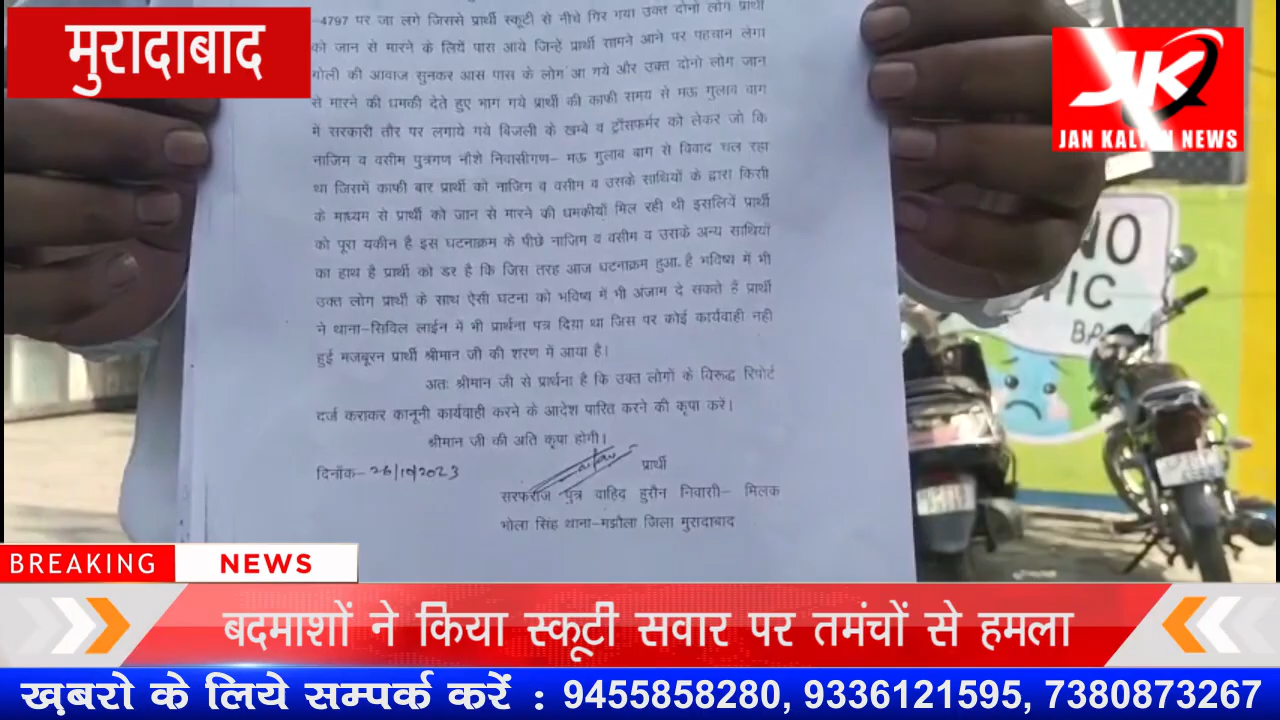 मुरादाबाद
JK
JAN KALYAN NEWS
-4797 पर जा लगे जिससे प्रार्थी स्कूटी से नीचे गिर गया उक्त दोनो लोग प्रार्थी
को जान से मारने के लियें पास आये जिन्हें प्रार्थी सामने आने पर पहचान लेगा
गोली की आवाज सुनकर आस पास के लोग आ गये और उक्त दोनो लोग जान
से मारने की धमकी देते हुए भाग गये प्रार्थी की काफी समय से मऊ गुलाब बाग
में सरकारी तौर पर लगाये गये बिजली के खम्बे व ट्रॉसफर्मर को लेकर जो कि
नाजिम व वसीम पुत्रगण नौशे निवासीगण- मऊ गुलाब बाग से विवाद चल रहा
था जिसमें काफी बार प्रार्थी को नाजिम व वसीम व उसके साथियों के द्वारा किसी
के माध्यम से प्रार्थी को जान से मारने की धमकीयाँ मिल रही थी इसलियें प्रार्थी
को पूरा यकीन है इस घटनाक्रम के पीछे नाजिम व वसीम व उसके अन्य साथियों
का हाथ है प्रार्थी को डर है कि जिस तरह आज घटनाक्रम हुआ है भविष्य में भी
उक्त लोग प्रार्थी के साथ ऐसी घटना को भविष्य में भी अंजाम दे सकते है प्रार्थी
ने थाना-सिविल लाईन में भी प्रार्थना पत्र दिया था जिस पर कोई कार्यवाही नही
हुई मजबूरन प्रार्थी श्रीमान जी की शरण में आया है।
अतः श्रीमान जी से प्रार्थना है कि उक्त लोगों के विरूद्ध रिपोर्ट
दर्ज कराकर कानूनी कार्यवाही करने के आदेश पारित करने की कृपा करें।
श्रीमान जी की अति कृपा होगी।
दिनॉक- 26/10/2023 प्रार्थी
सरफराज पुत्र वाहिद हुसैन निवासी- मिलक
भोला सिंह थाना-मझौला जिला मुरादाबाद
NO
TIC
BA
BREAKING NEWS
बदमाशों ने किया स्कूटी सवार पर तमंचों से हमला
ख़बरो के लिये सम्पर्क करें : 9455858280, 9336121595, 7380873267